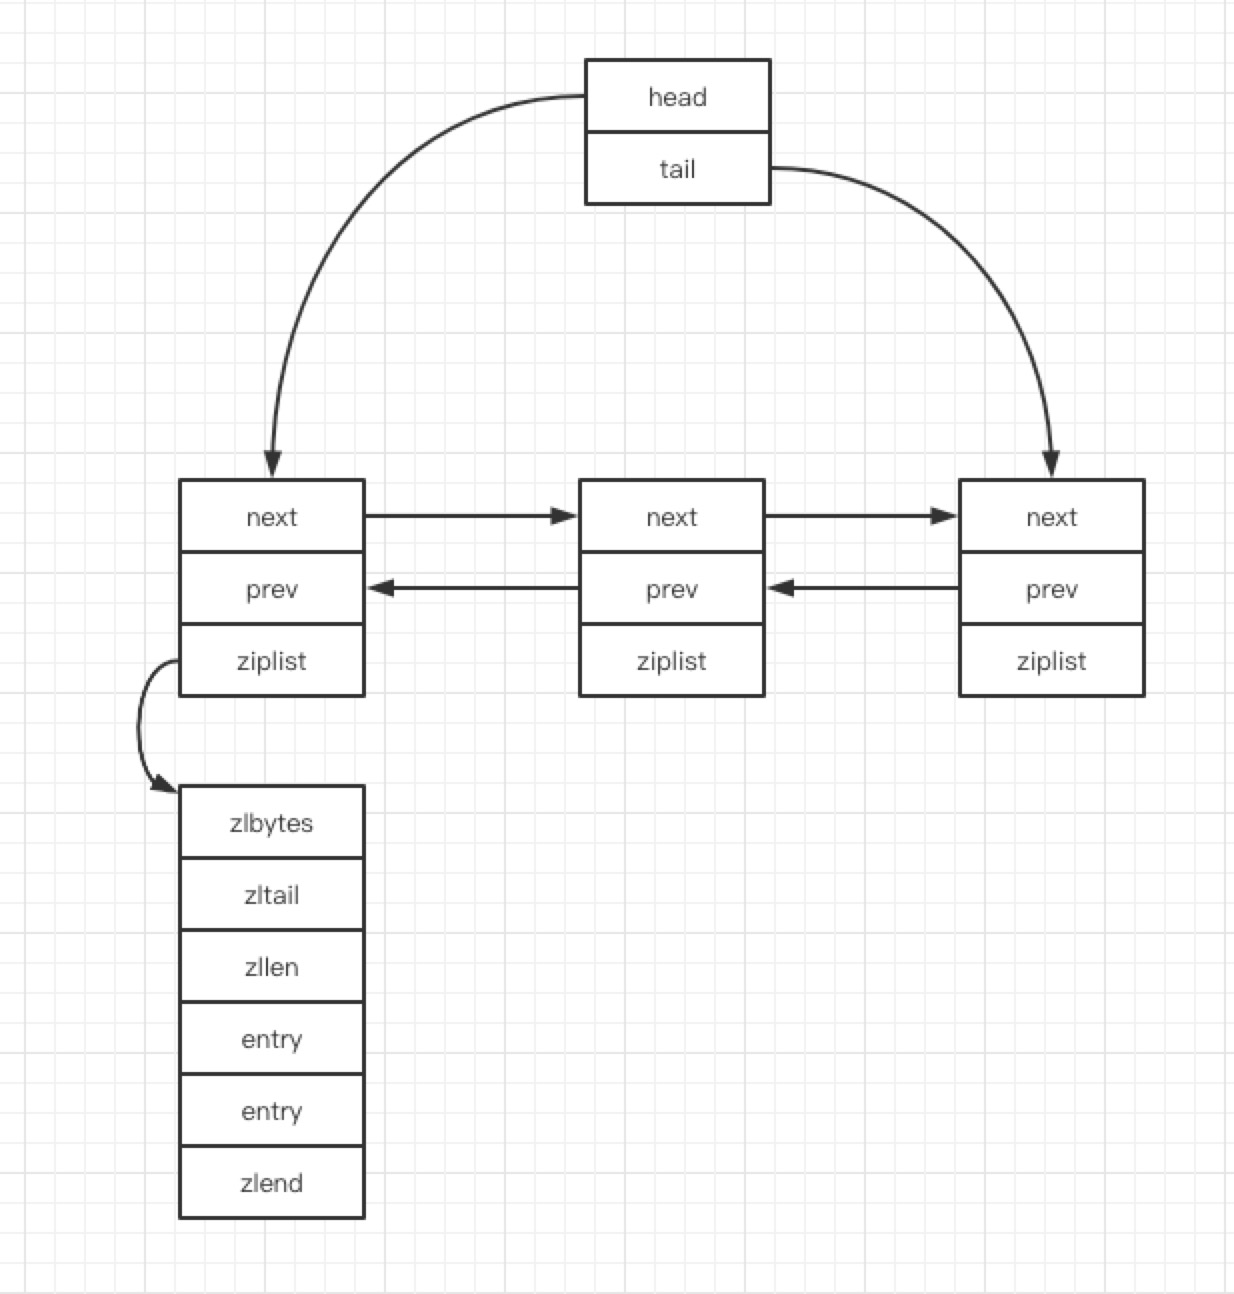 head
tail
next
prev
ziplist
next
prev
ziplist
next
prev
ziplist
zlbytes
zltail
zllen
entry
entry
zlend